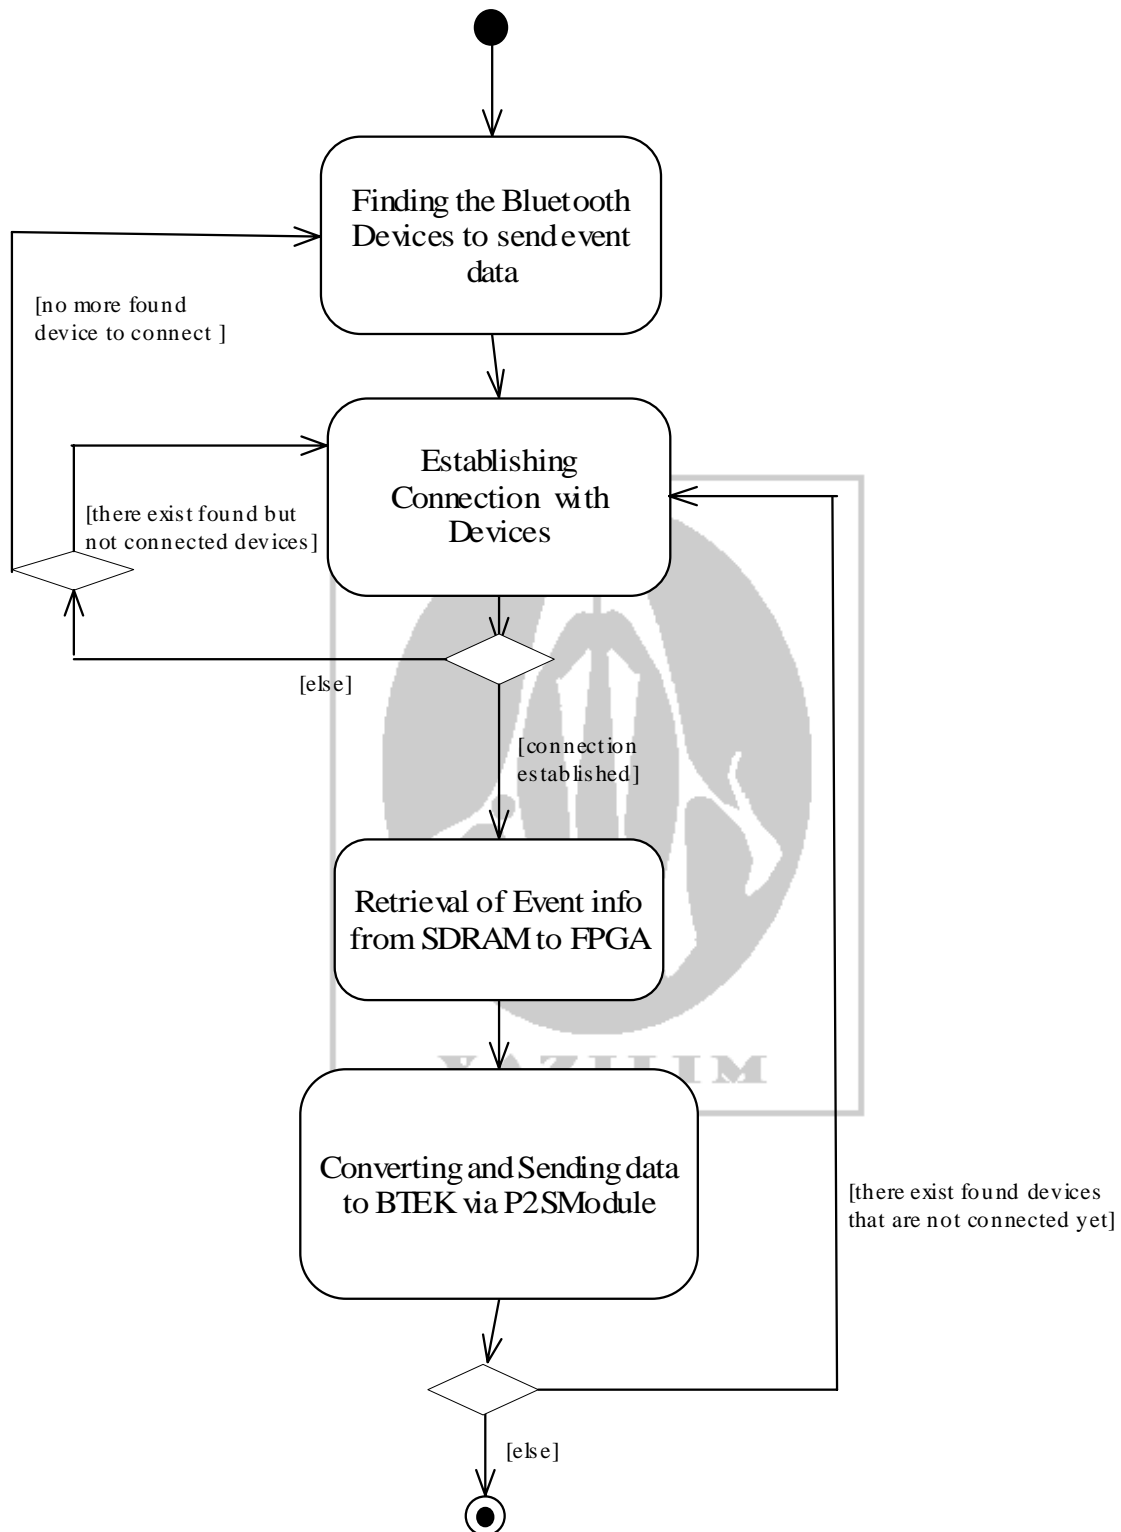 Finding the Bluetooth
Devices to send event
data
[no more found
device to connect ]
Establishing
Connection with
Devices
[there exist found but
not connected devices]
[else]
[connection
established]
Retrieval of Event info
from SDRAM to FPGA
YAZILIM
Converting and Sending data
to BTEK via P2SModule
[there exist found devices
that are not connected yet]
[else]